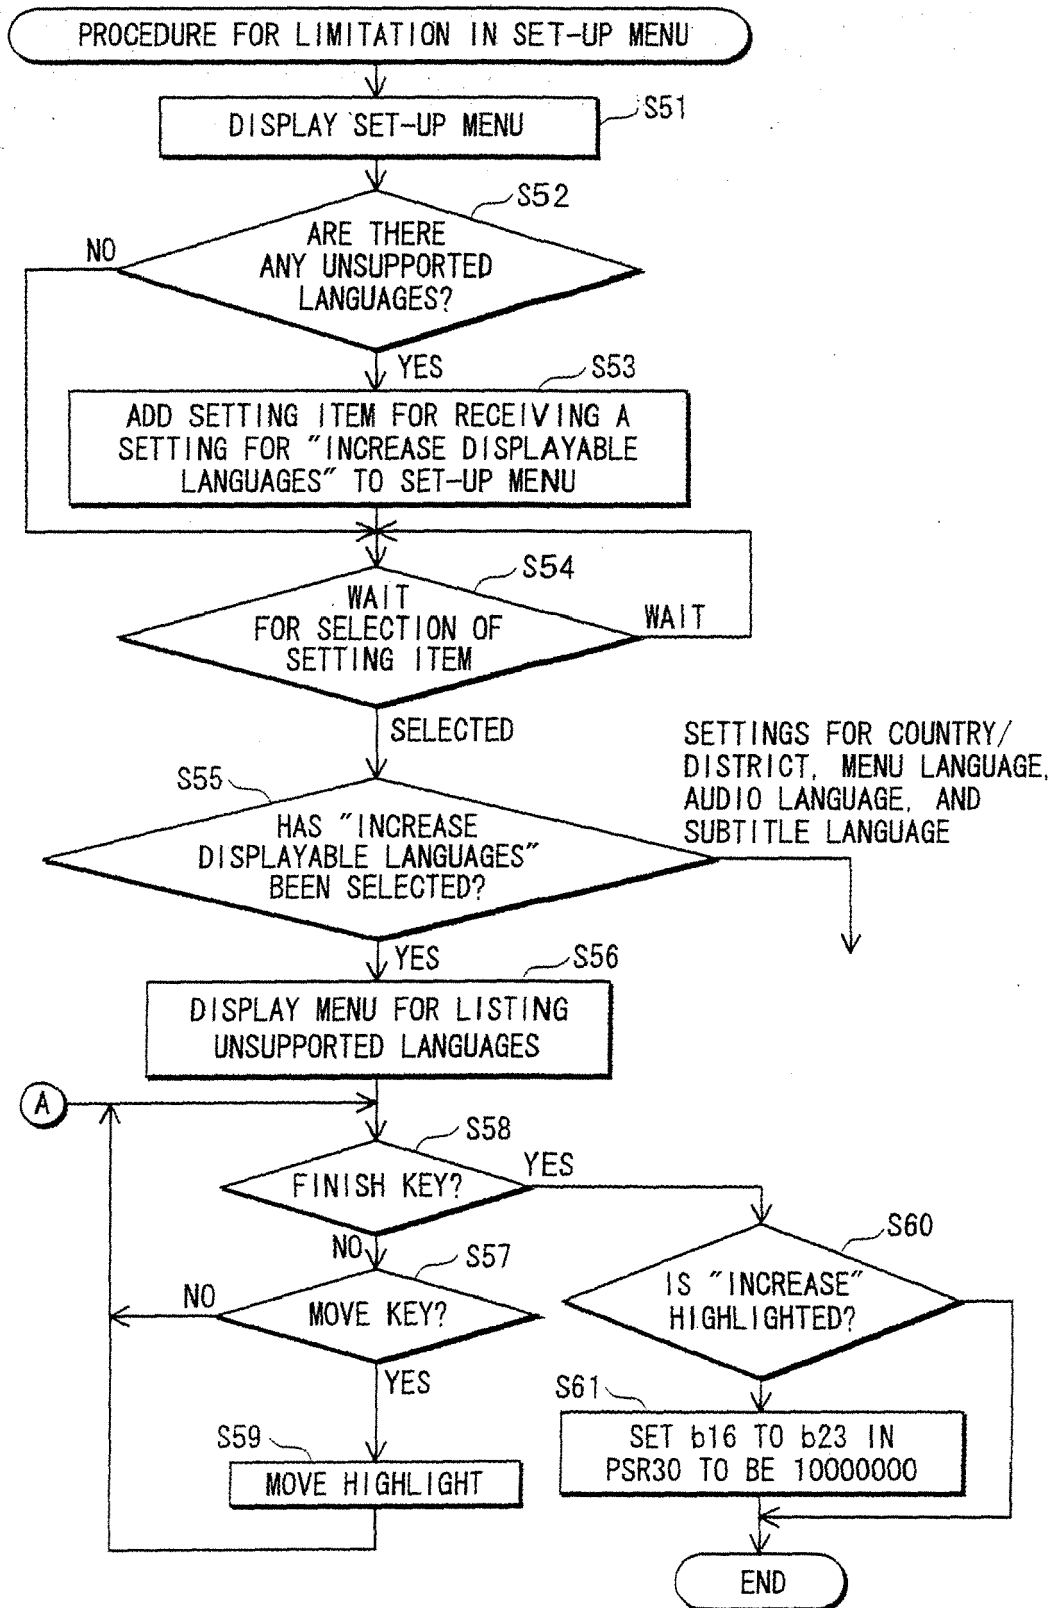 PROCEDURE FOR LIMITATION IN SET-UP MENU
DISPLAY SET-UP MENU
S51
S52
ARE THERE
ANY UNSUPPORTED
LANGUAGES?
NO
YES
S53
ADD SETTING ITEM FOR RECEIVING A
SETTING FOR "INCREASE DISPLAYABLE
LANGUAGES" TO SET-UP MENU
S54
WAIT
FOR SELECTION OF
SETTING ITEM
WAIT
SELECTED
SETTINGS FOR COUNTRY/
DISTRICT, MENU LANGUAGE,
AUDIO LANGUAGE, AND
SUBTITLE LANGUAGE
S55
HAS "INCREASE
DISPLAYABLE LANGUAGES"
BEEN SELECTED?
YES
S56
DISPLAY MENU FOR LISTING
UNSUPPORTED LANGUAGES
A
S58
FINISH KEY?
YES
NO
S57
MOVE KEY?
NO
YES
S59
MOVE HIGHLIGHT
S60
IS "INCREASE"
HIGHLIGHTED?
S61
SET b16 TO b23 IN
PSR30 TO BE 10000000
END